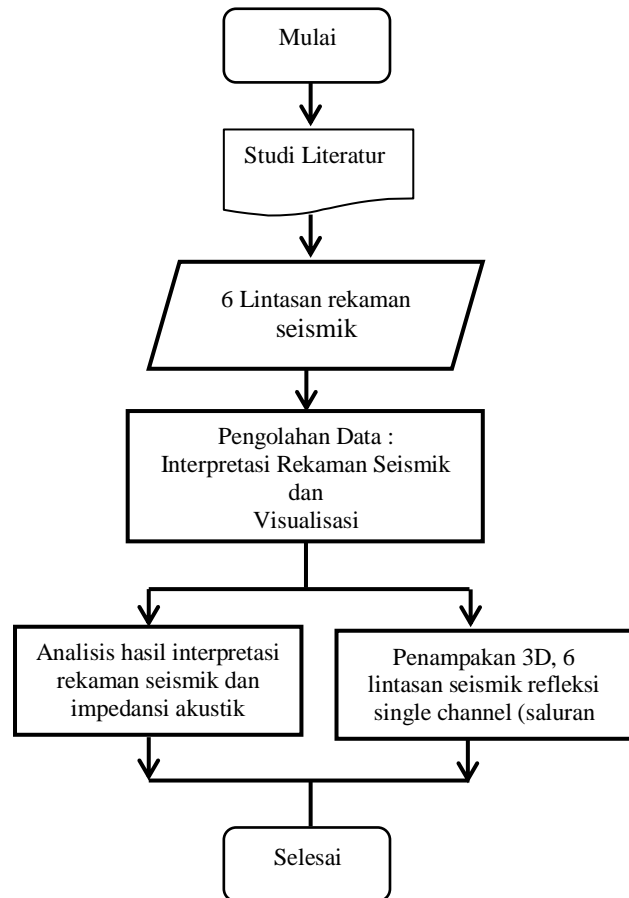 Mulai
Studi Literatur
6 Lintasan rekaman
seismik
Pengolahan Data :
Interpretasi Rekaman Seismik
dan
Visualisasi
Analisis hasil interpretasi
rekaman seismik dan
impedansi akustik
Penampakan 3D, 6
lintasan seismik refleksi
single channel (saluran
Selesai